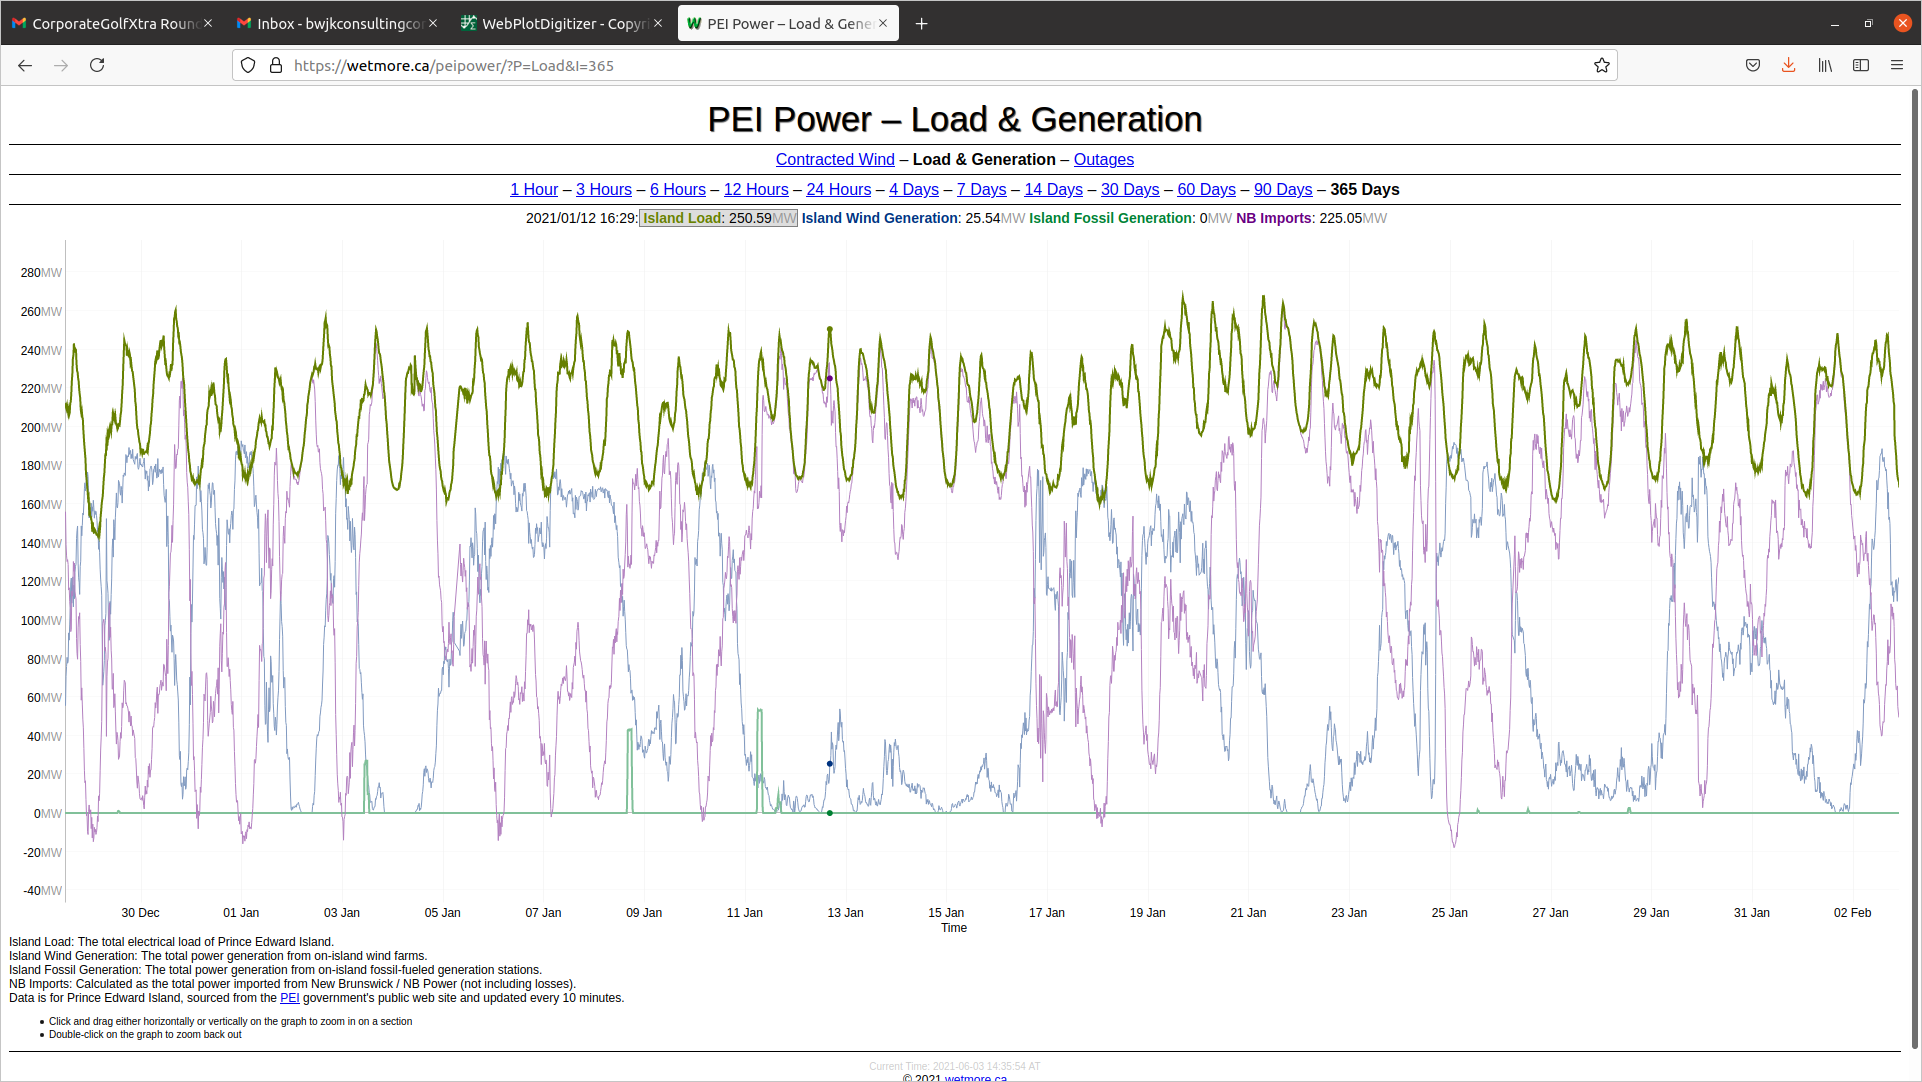 CorporateGolfXtra Roun
Inbox - bwjkconsultingco
WebPlotDigitizer - Copyri
PEI Power – Load & Gene
https://wetmore.ca/peipower/?P=Load&I=365
PEI Power – Load & Generation
Contracted Wind – Load & Generation – Outages
1 Hour – 3 Hours – 6 Hours – 12 Hours – 24 Hours – 4 Days – 7 Days – 14 Days – 30 Days – 60 Days – 90 Days – 365 Days
2021/01/12 16:29: Island Load: 250.59MW Island Wind Generation: 25.54MW Island Fossil Generation: 0MW NB Imports: 225.05MW
280MW
260MW
240MW
220MW
200MW
180MW
160MW
140MW
120MW
100MW
80MW
60MW
40MW
20MW
0MW
-20MW
-40MW
30 Dec 01 Jan 03 Jan 05 Jan 07 Jan 09 Jan 11 Jan 13 Jan 15 Jan 17 Jan 19 Jan 21 Jan 23 Jan 25 Jan 27 Jan 29 Jan 31 Jan 02 Feb
Time
Island Load: The total electrical load of Prince Edward Island.
Island Wind Generation: The total power generation from on-island wind farms.
Island Fossil Generation: The total power generation from on-island fossil-fueled generation stations.
NB Imports: Calculated as the total power imported from New Brunswick / NB Power (not including losses).
Data is for Prince Edward Island, sourced from the PEI government's public web site and updated every 10 minutes.
• Click and drag either horizontally or vertically on the graph to zoom in on a section
• Double-click on the graph to zoom back out
Current Time: 2021-06-03 14:35:54 AT
© 2021 wetmore.ca